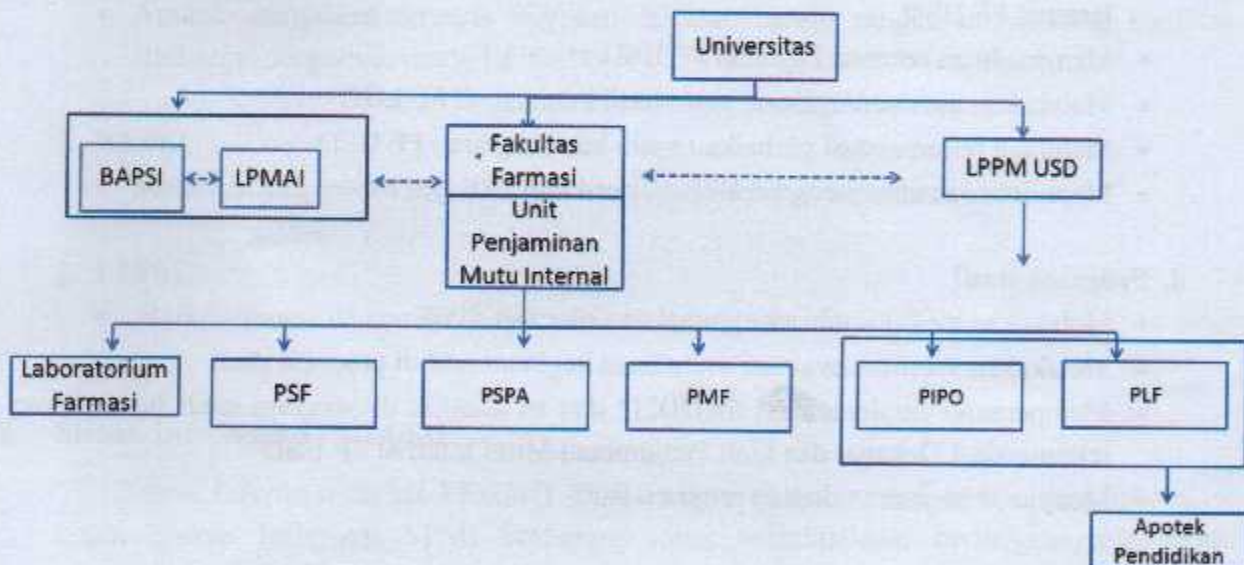 Universitas
BAPSI
LPMAI
Fakultas
Farmasi
LPPM USD
Unit
Penjaminan
Mutu Internal
Laboratorium
Farmasi
PSF
PSPA
PMF
PIPO
PLF
Apotek
Pendidikan